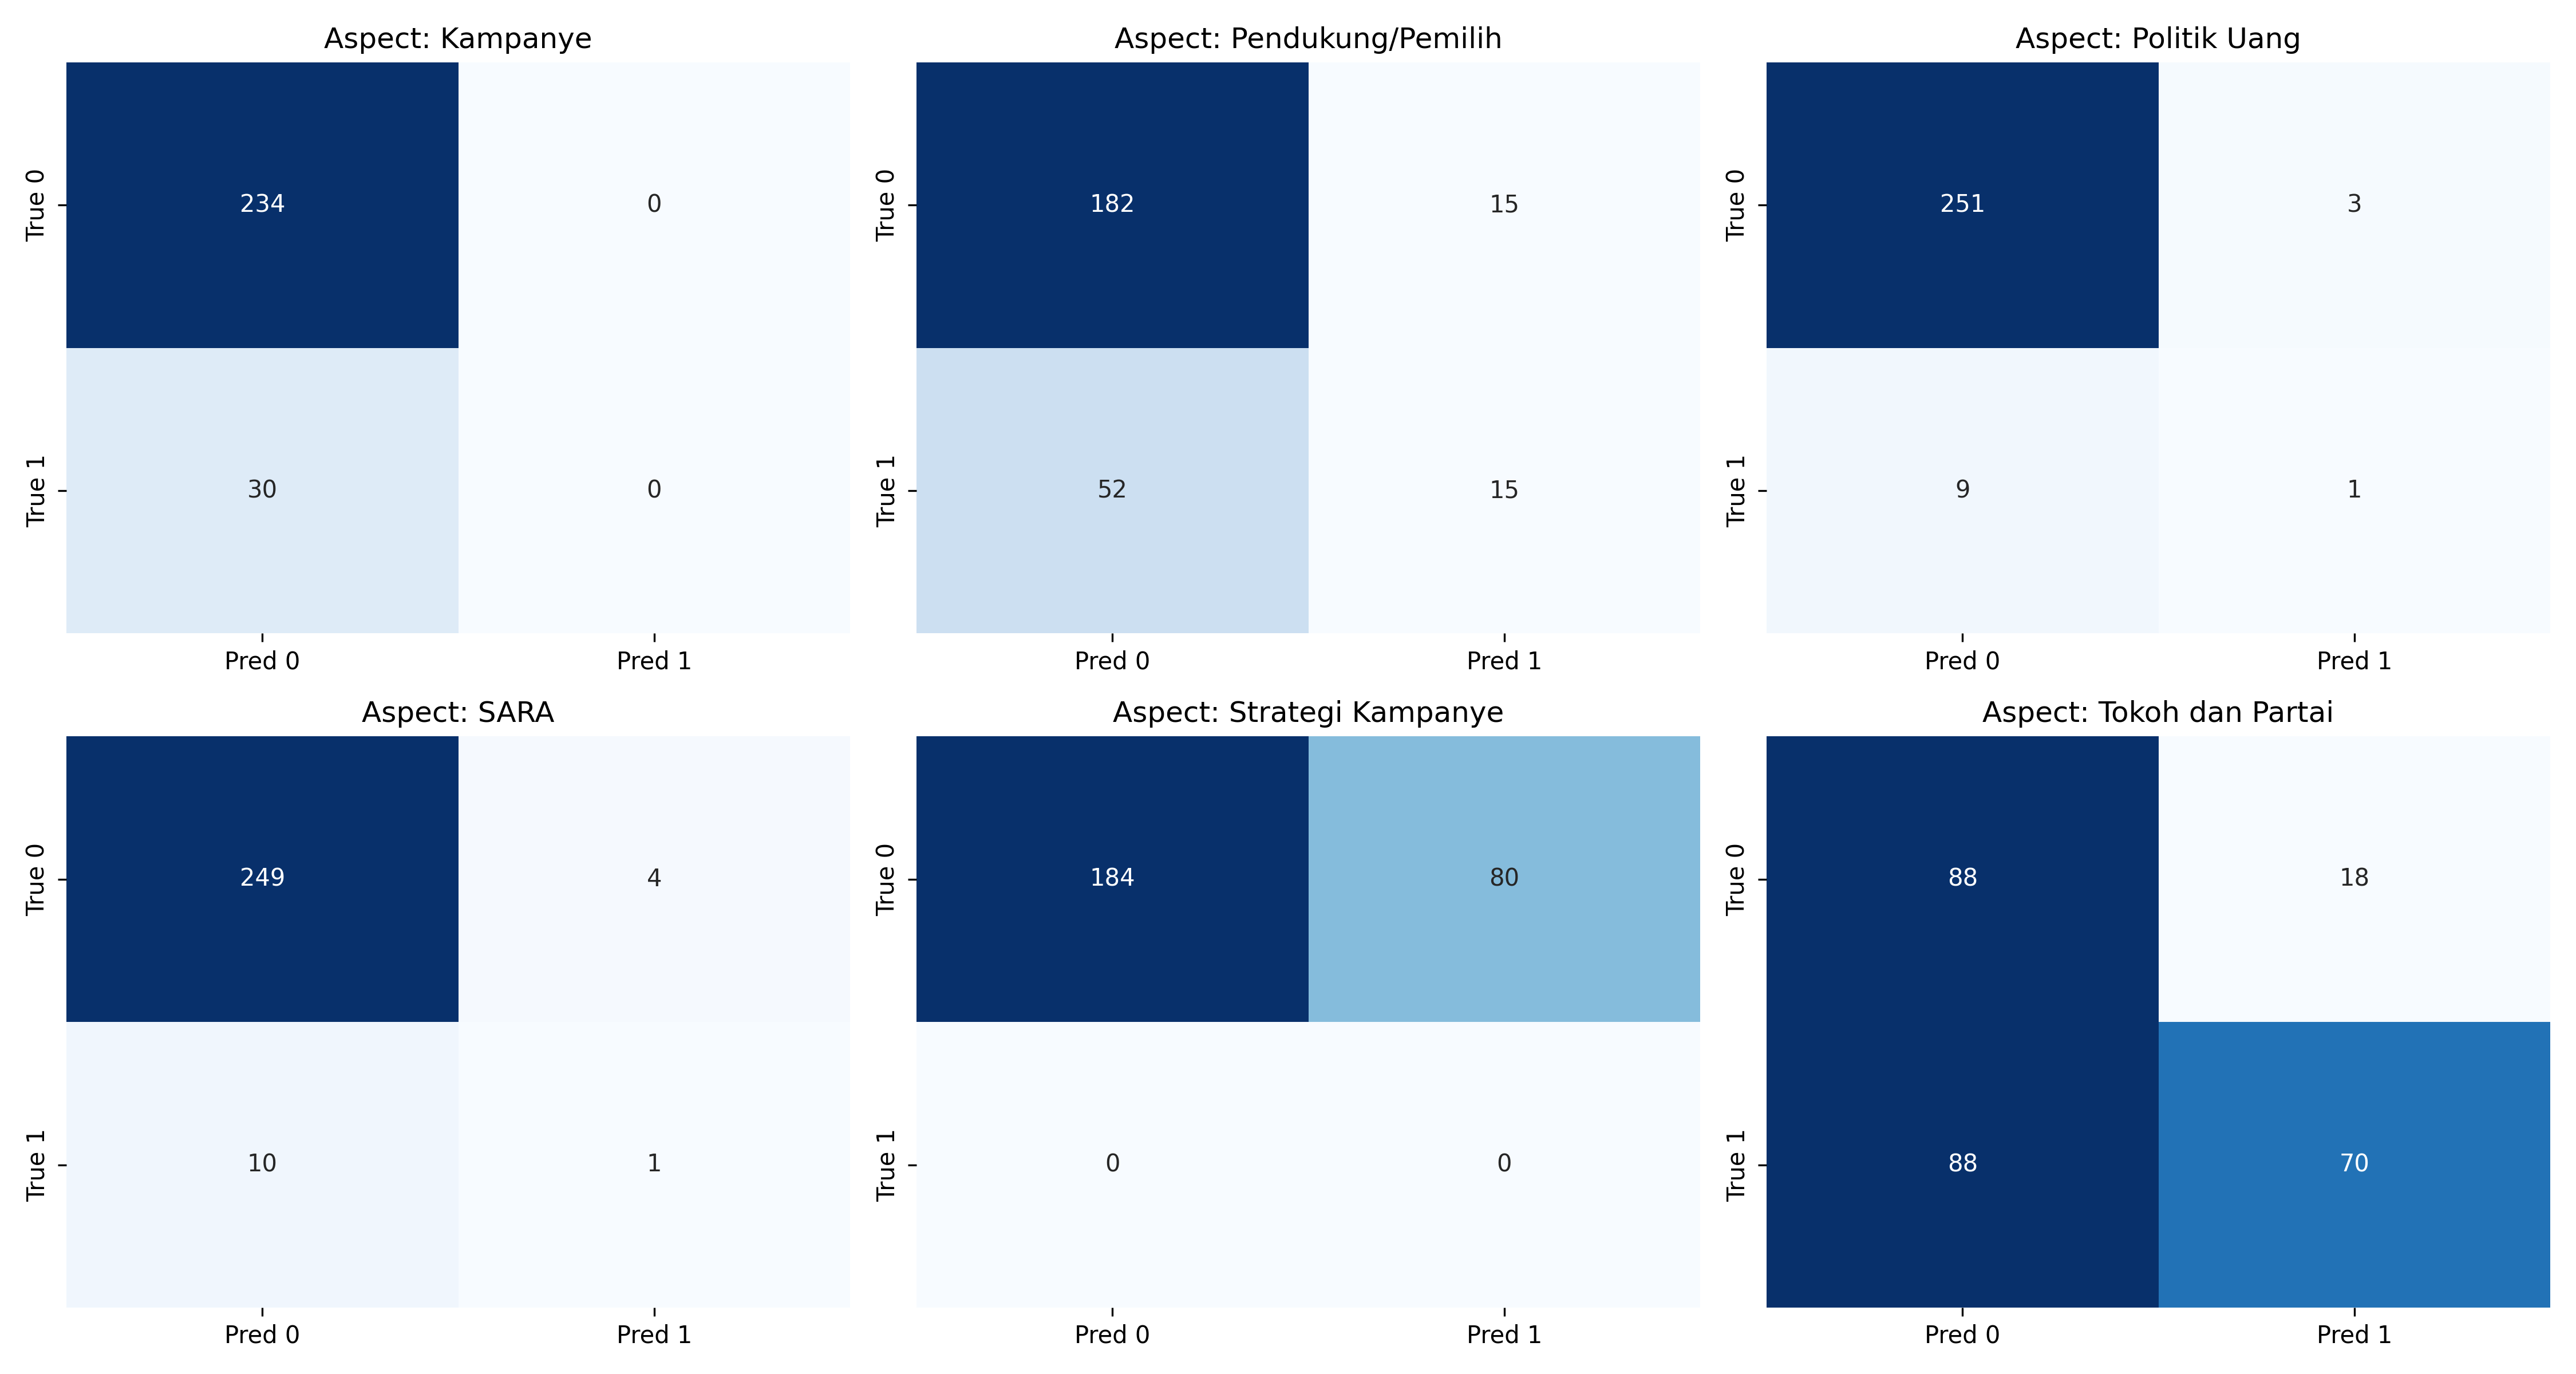 Aspect: Kampanye
True 0
234
0
True 1
30
0
Pred 0
Pred 1
Aspect: Pendukung/Pemilih
True 0
182
15
True 1
52
15
Pred 0
Pred 1
Aspect: Politik Uang
True 0
251
3
True 1
9
1
Pred 0
Pred 1
Aspect: SARA
True 0
249
4
True 1
10
1
Pred 0
Pred 1
Aspect: Strategi Kampanye
True 0
184
80
True 1
0
0
Pred 0
Pred 1
Aspect: Tokoh dan Partai
True 0
88
18
True 1
88
70
Pred 0
Pred 1